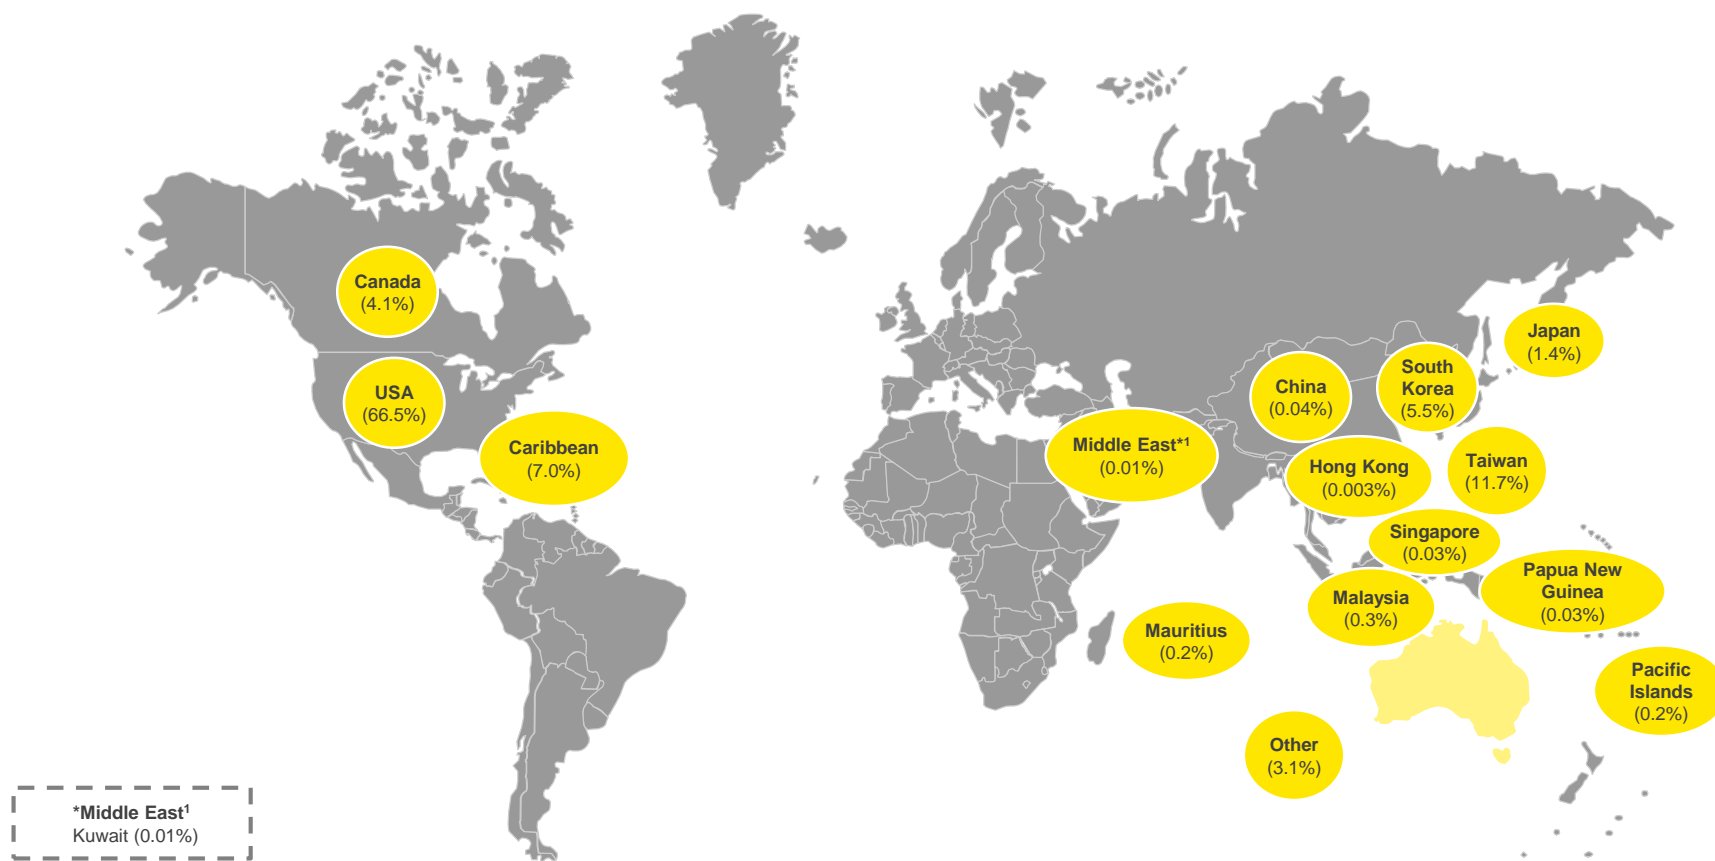 Canada
(4.1%)
USA
(66.5%)
Caribbean
(7.0%)
Middle East*¹
(0.01%)
China
(0.04%)
South
Korea
(5.5%)
Japan
(1.4%)
Hong Kong
(0.003%)
Taiwan
(11.7%)
Singapore
(0.03%)
Malaysia
(0.3%)
Papua New
Guinea
(0.03%)
Mauritius
(0.2%)
Pacific
Islands
(0.2%)
Other
(3.1%)
*Middle East¹
Kuwait (0.01%)